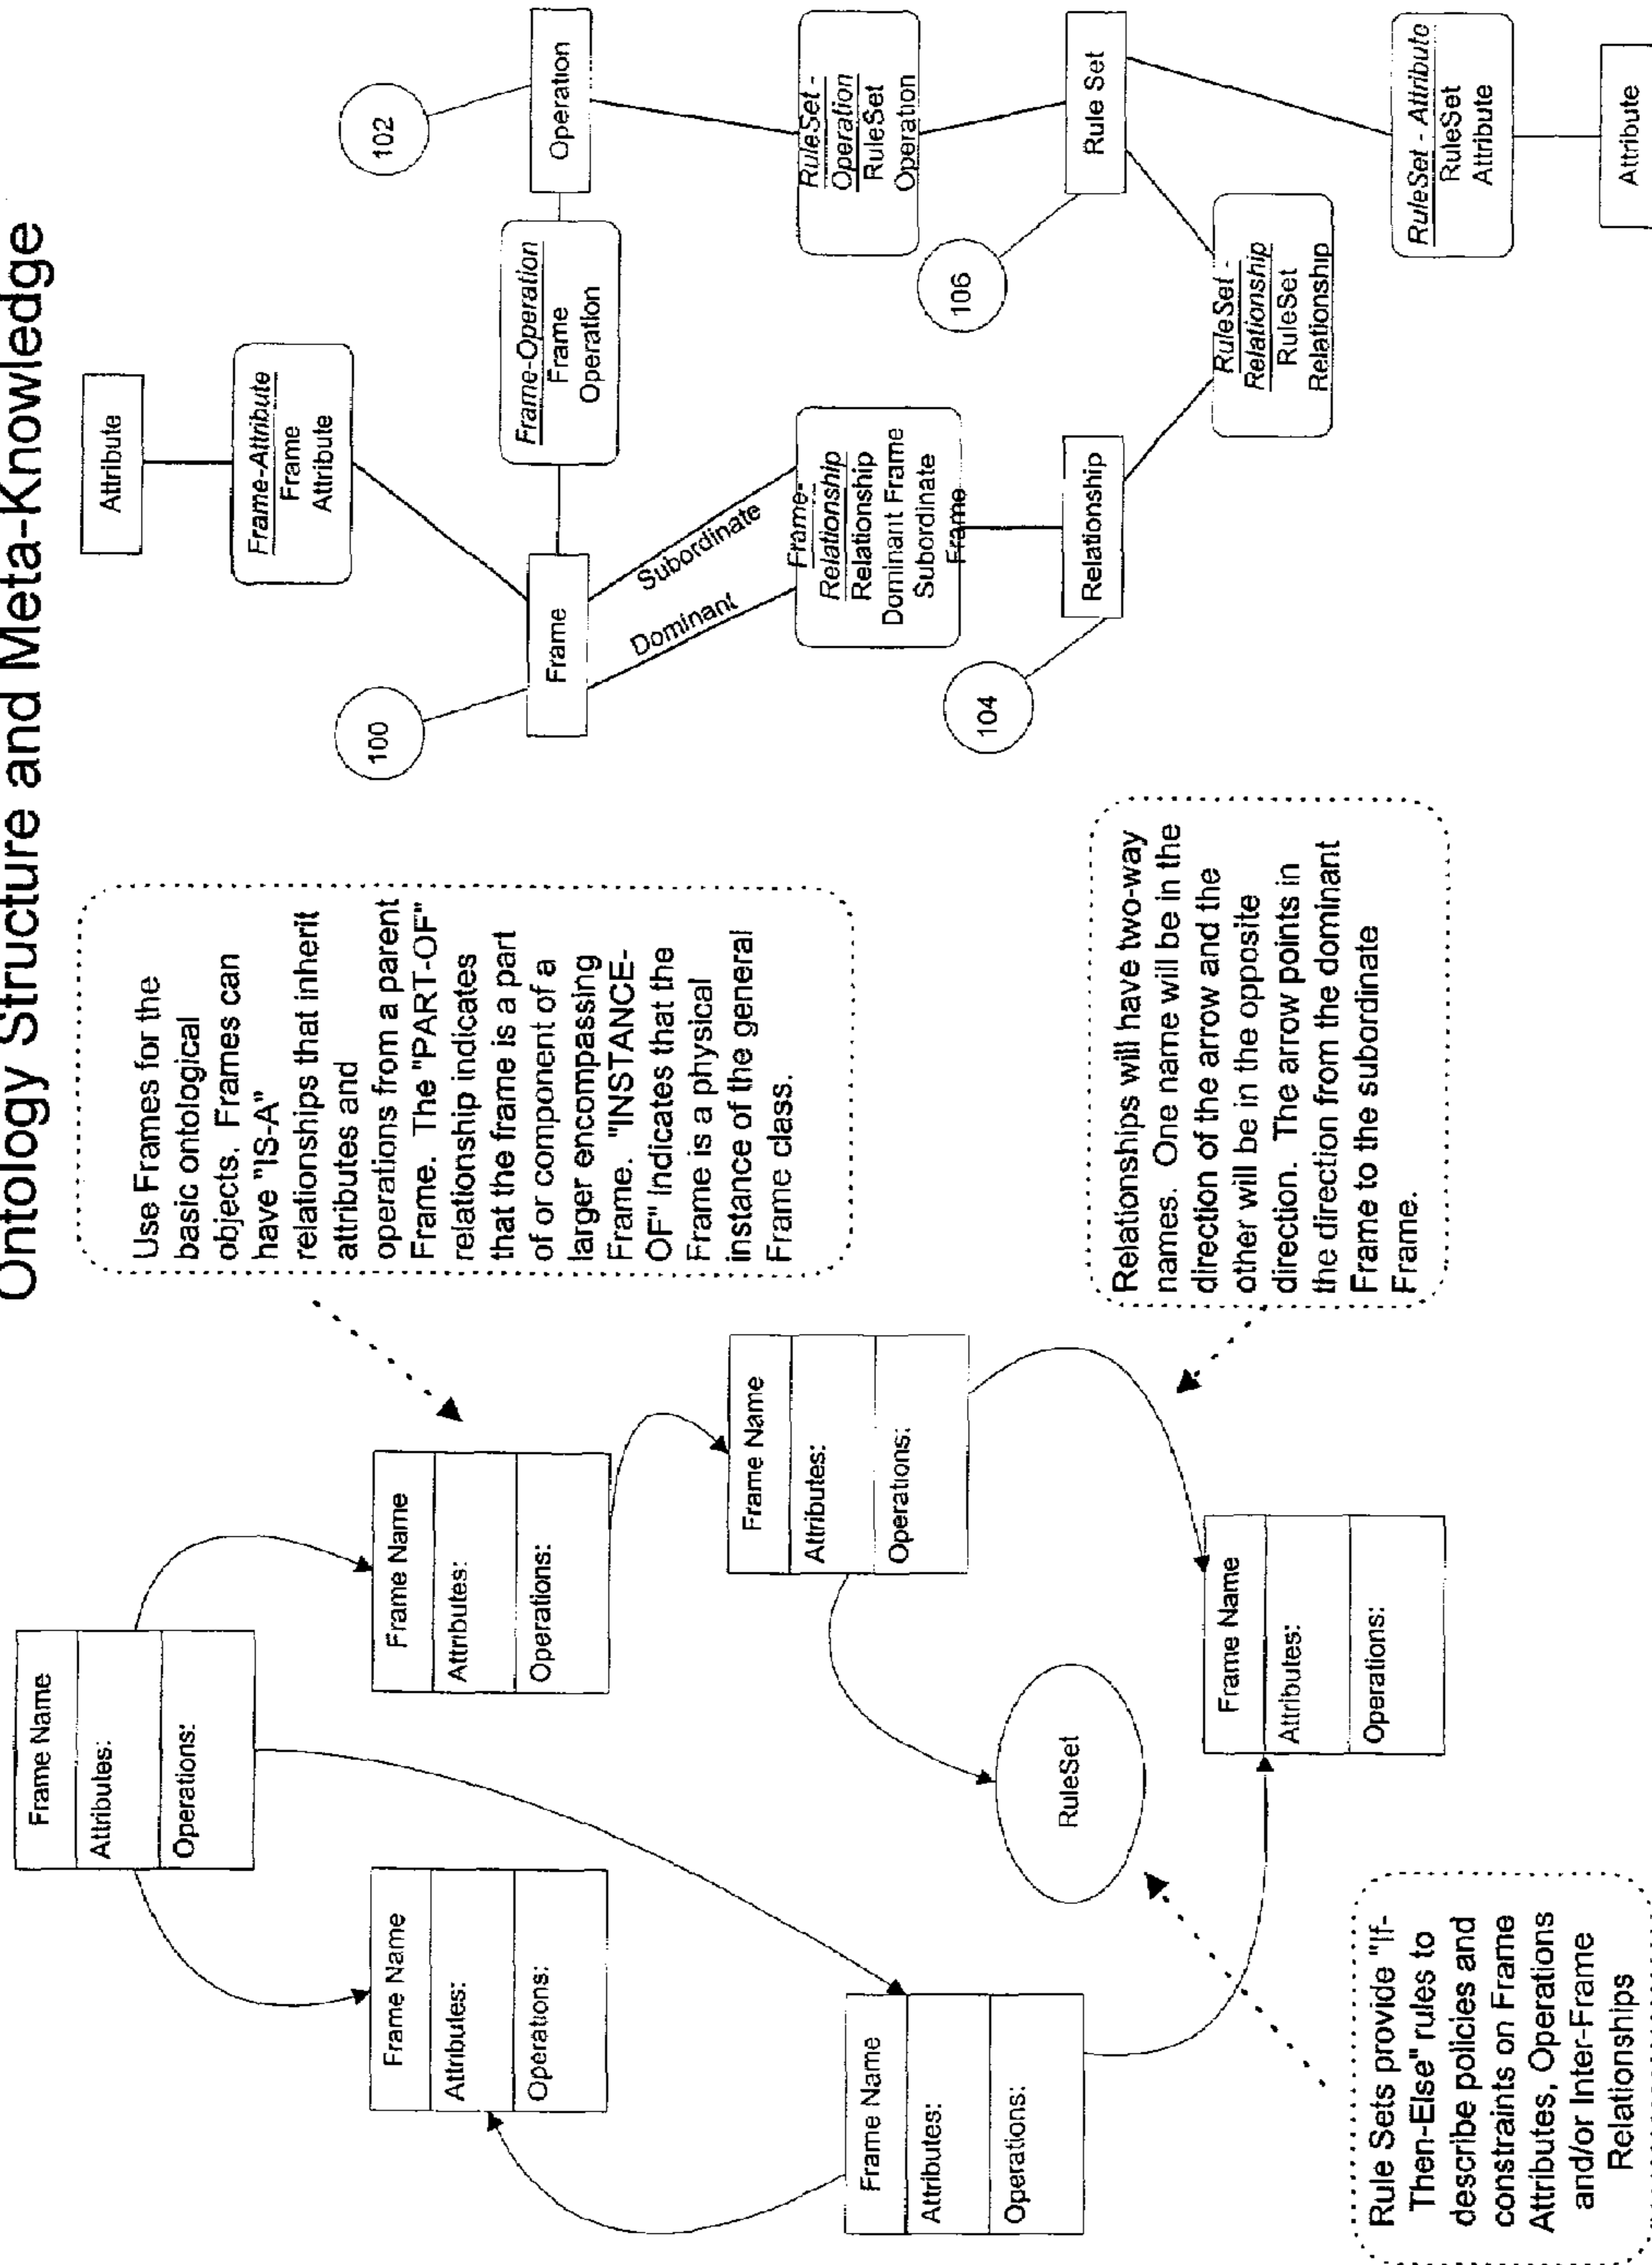 Ontology Structure and Meta-Knowledge
Frame Name
Attributes:
Operations:
Frame Name
Attributes:
Operations:
Frame Name
Attributes:
Operations:
Frame Name
Attributes:
Operations:
Frame Name
Attributes:
Operations:
Frame Name
Attributes:
Operations:
RuleSet
Rule Sets provide "If-
Then-Else" rules to
describe policies and
constraints on Frame
Attributes, Operations
and/or Inter-Frame
Relationships
Use Frames for the
basic ontological
objects. Frames can
have "IS-A"
relationships that inherit
attributes and
operations from a parent
Frame. The "PART-OF"
relationship indicates
that the frame is a part
of or component of a
larger encompassing
Frame. "INSTANCE-
OF" Indicates that the
Frame is a physical
instance of the general
Frame class.
Relationships will have two-way
names. One name will be in the
direction of the arrow and the
other will be in the opposite
direction. The arrow points in
the direction from the dominant
Frame to the subordinate
Frame.
Attribute
Frame-Attribute
Frame
Attribute
100
Frame
Frame-Operation
Frame
Operation
102
Operation
Dominant
Subordinate
Frame-
Relationship
Relationship
Dominant Frame
Subordinate
Frame
RuleSet -
Operation
RuleSet
Operation
104
Relationship
106
Rule Set
RuleSet -
Relationship
RuleSet
Relationship
RuleSet - Attribute
RuleSet
Attribute
Attribute